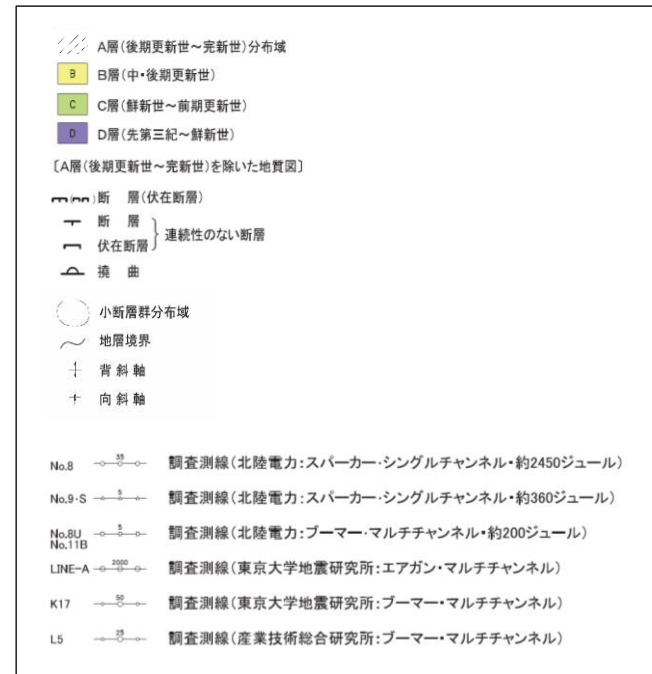 A層(後期更新世～完新世)分布域
B B層(中・後期更新世)
C C層(鮮新世～前期更新世)
D D層(先第三紀～鮮新世)
〔A層(後期更新世～完新世)を除いた地質図〕
断 層(伏在断層)
断 層
伏在断層
連続性のない断層
撓 曲
小断層群分布域
地層境界
背斜軸
向斜軸
No.8 35 調査測線(北陸電力:スパーカー・シングルチャンネル・約2450ジュール)
No.9・S 5 調査測線(北陸電力:スパーカー・シングルチャンネル・約360ジュール)
No.8U 5 調査測線(北陸電力:ブーマー・マルチチャンネル・約200ジュール)
No.11B
LINE-A 2000 調査測線(東京大学地震研究所:エアガン・マルチチャンネル)
K17 50 調査測線(東京大学地震研究所:ブーマー・マルチチャンネル)
L5 25 調査測線(産業技術総合研究所:ブーマー・マルチチャンネル)